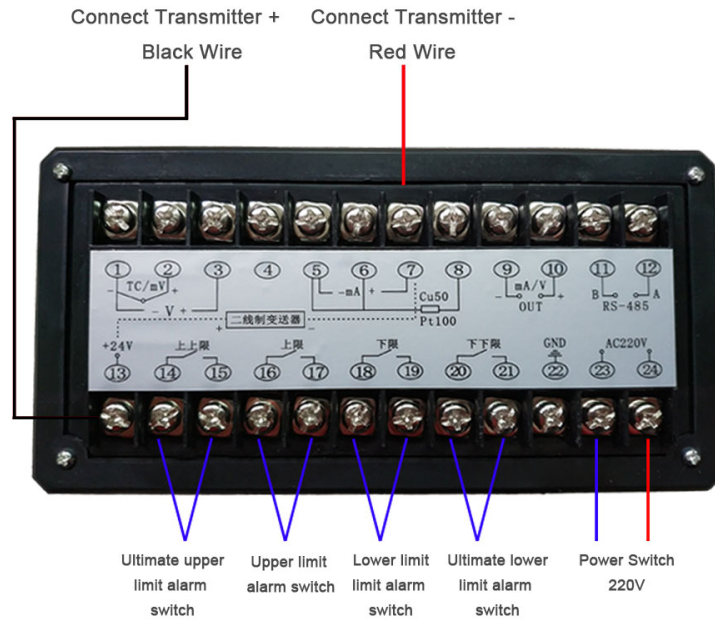 Connect Transmitter +
Black Wire
Connect Transmitter -
Red Wire
① ② ③ ④ ⑤ ⑥ ⑦ ⑧ ⑨ ⑩ ⑪ ⑫
- TC/mV +
- V +
- mA +
Cu50
Pt100
- mA/V +
OUT
B A
RS-485
+ 二线制变送器 -
+24V
上上限
上限
下限
下下限
GND
AC220V
⑬ ⑭ ⑮ ⑯ ⑰ ⑱ ⑲ ⑳ ㉑ ㉒ ㉓ ㉔
Ultimate upper
limit alarm
switch
Upper limit
alarm switch
Lower limit
limit alarm
switch
Ultimate lower
limit alarm
switch
Power Switch
220V